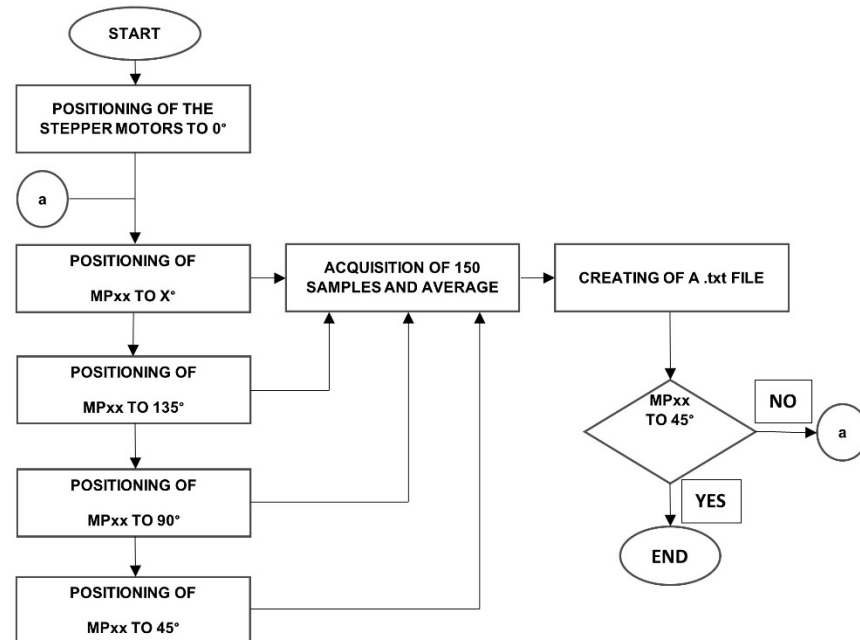 START
POSITIONING OF THE
STEPPER MOTORS TO 0°
a
POSITIONING OF
MPxx TO X°
ACQUISITION OF 150
SAMPLES AND AVERAGE
CREATING OF A .txt FILE
POSITIONING OF
MPxx TO 135°
MPxx
TO 45°
NO
a
POSITIONING OF
MPxx TO 90°
YES
END
POSITIONING OF
MPxx TO 45°